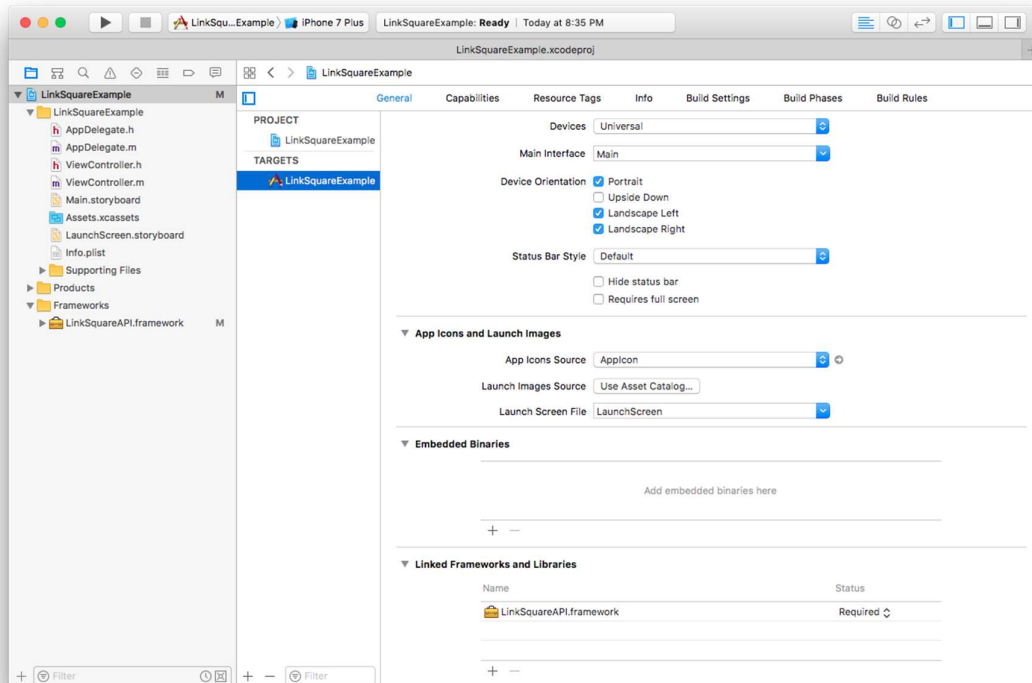 LinkSqu...Example
iPhone 7 Plus
LinkSquareExample: Ready | Today at 8:35 PM
LinkSquareExample.xcodeproj
LinkSquareExample M
LinkSquareExample
AppDelegate.h
AppDelegate.m
ViewController.h
ViewController.m
Main.storyboard
Assets.xcassets
LaunchScreen.storyboard
Info.plist
Supporting Files
Products
Frameworks
LinkSquareAPI.framework M
Filter
LinkSquareExample
General Capabilities Resource Tags Info Build Settings Build Phases Build Rules
PROJECT
LinkSquareExample
TARGETS
LinkSquareExample
Filter
Devices Universal
Main Interface Main
Device Orientation Portrait
Upside Down
Landscape Left
Landscape Right
Status Bar Style Default
Hide status bar
Requires full screen
App Icons and Launch Images
App Icons Source AppIcon
Launch Images Source Use Asset Catalog...
Launch Screen File LaunchScreen
Embedded Binaries
Add embedded binaries here
Linked Frameworks and Libraries
Name Status
LinkSquareAPI.framework Required